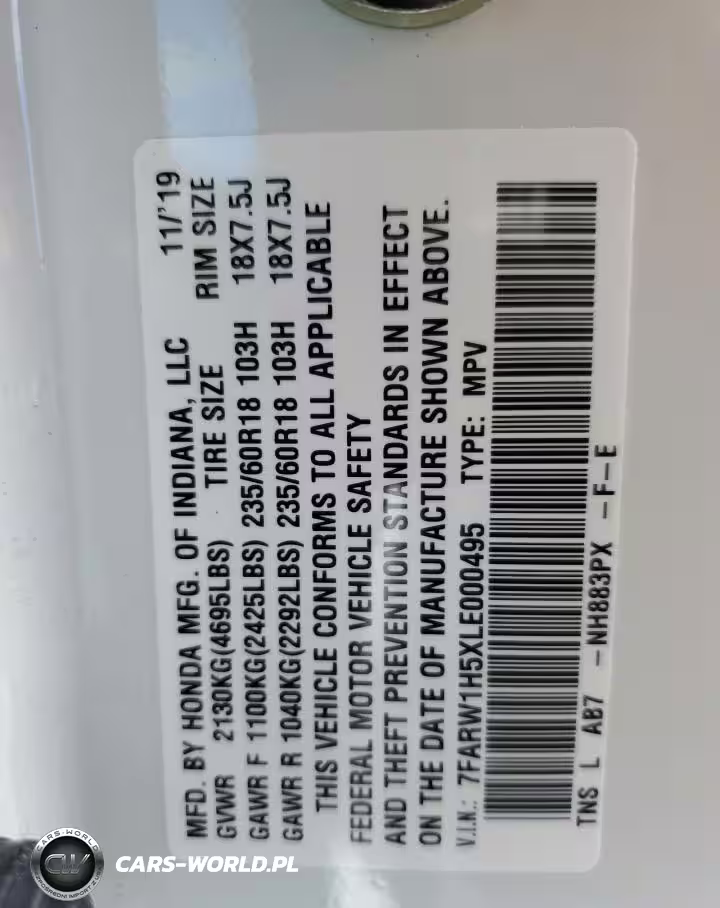 MFD. BY HONDA MFG. OF INDIANA, LLC 11/'19
GVWR 2130KG(4695LBS) TIRE SIZE RIM SIZE
GAWR F 1100KG(2425LBS) 235/60R18 103H 18X7.5J
GAWR R 1040KG(2292LBS) 235/60R18 103H 18X7.5J
THIS VEHICLE CONFORMS TO ALL APPLICABLE
FEDERAL MOTOR VEHICLE SAFETY
AND THEFT PREVENTION STANDARDS IN EFFECT
ON THE DATE OF MANUFACTURE SHOWN ABOVE.
V.I.N.: 7FARW1H5XLE000495 TYPE: MPV
TNS L AB7 -NH883PX -F-E
CARS-WORLD
CW
CARS-WORLD.PL